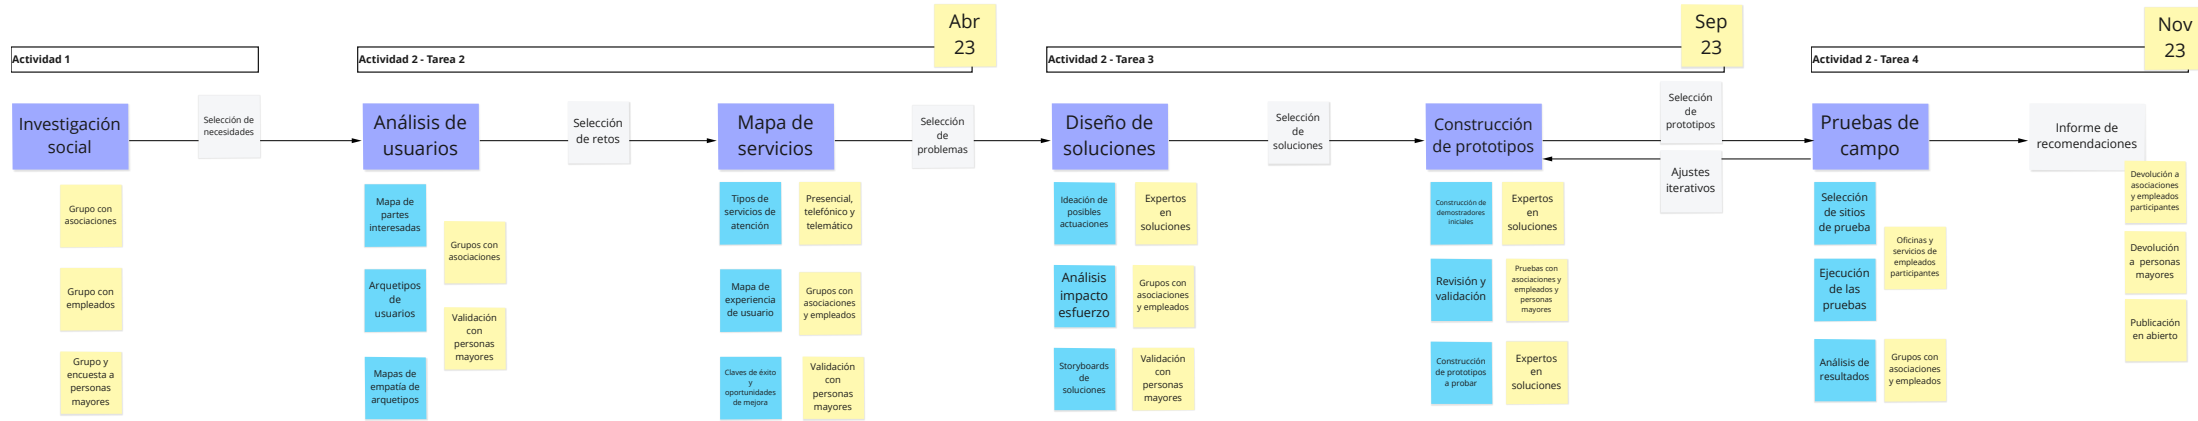 Abr
23
Sep
23
Nov
23
Actividad 1
Actividad 2 - Tarea 2
Actividad 2 - Tarea 3
Actividad 2 - Tarea 4
Investigación
social
Selección de
necesidades
Análisis de
usuarios
Selección
de retos
Mapa de
servicios
Selección
de
problemas
Diseño de
soluciones
Selección
de
soluciones
Construcción
de prototipos
Selección
de
prototipos
Ajustes
iterativos
Pruebas de
campo
Informe de
recomendaciones
Grupo con
asociaciones
Grupo con
empleados
Grupo y
encuesta a
personas
mayores
Mapa de
partes
interesadas
Arquetipos
de
usuarios
Mapas de
empatía de
arquetipos
Grupos con
asociaciones
Validación
con
personas
mayores
Tipos de
servicios de
atención
Presencial,
telefónico y
telemático
Mapa de
experiencia
de usuario
Grupos con
asociaciones
y empleados
Claves de éxito
y
oportunidades
de mejora
Validación
con
personas
mayores
Ideación de
posibles
actuaciones
Expertos
en
soluciones
Análisis
impacto
esfuerzo
Grupos con
asociaciones
y empleados
Storyboards
de
soluciones
Validación
con
personas
mayores
Construcción de
demostradores
iniciales
Expertos
en
soluciones
Revisión y
validación
Pruebas con
asociaciones y
empleados y
personas
mayores
Construcción
de prototipos
a probar
Expertos
en
soluciones
Selección
de sitios
de prueba
Ejecución
de las
pruebas
Oficinas y
servicios de
empleados
participantes
Análisis de
resultados
Grupos con
asociaciones
y empleados
Devolución a
asociaciones
y empleados
participantes
Devolución
a personas
mayores
Publicación
en abierto